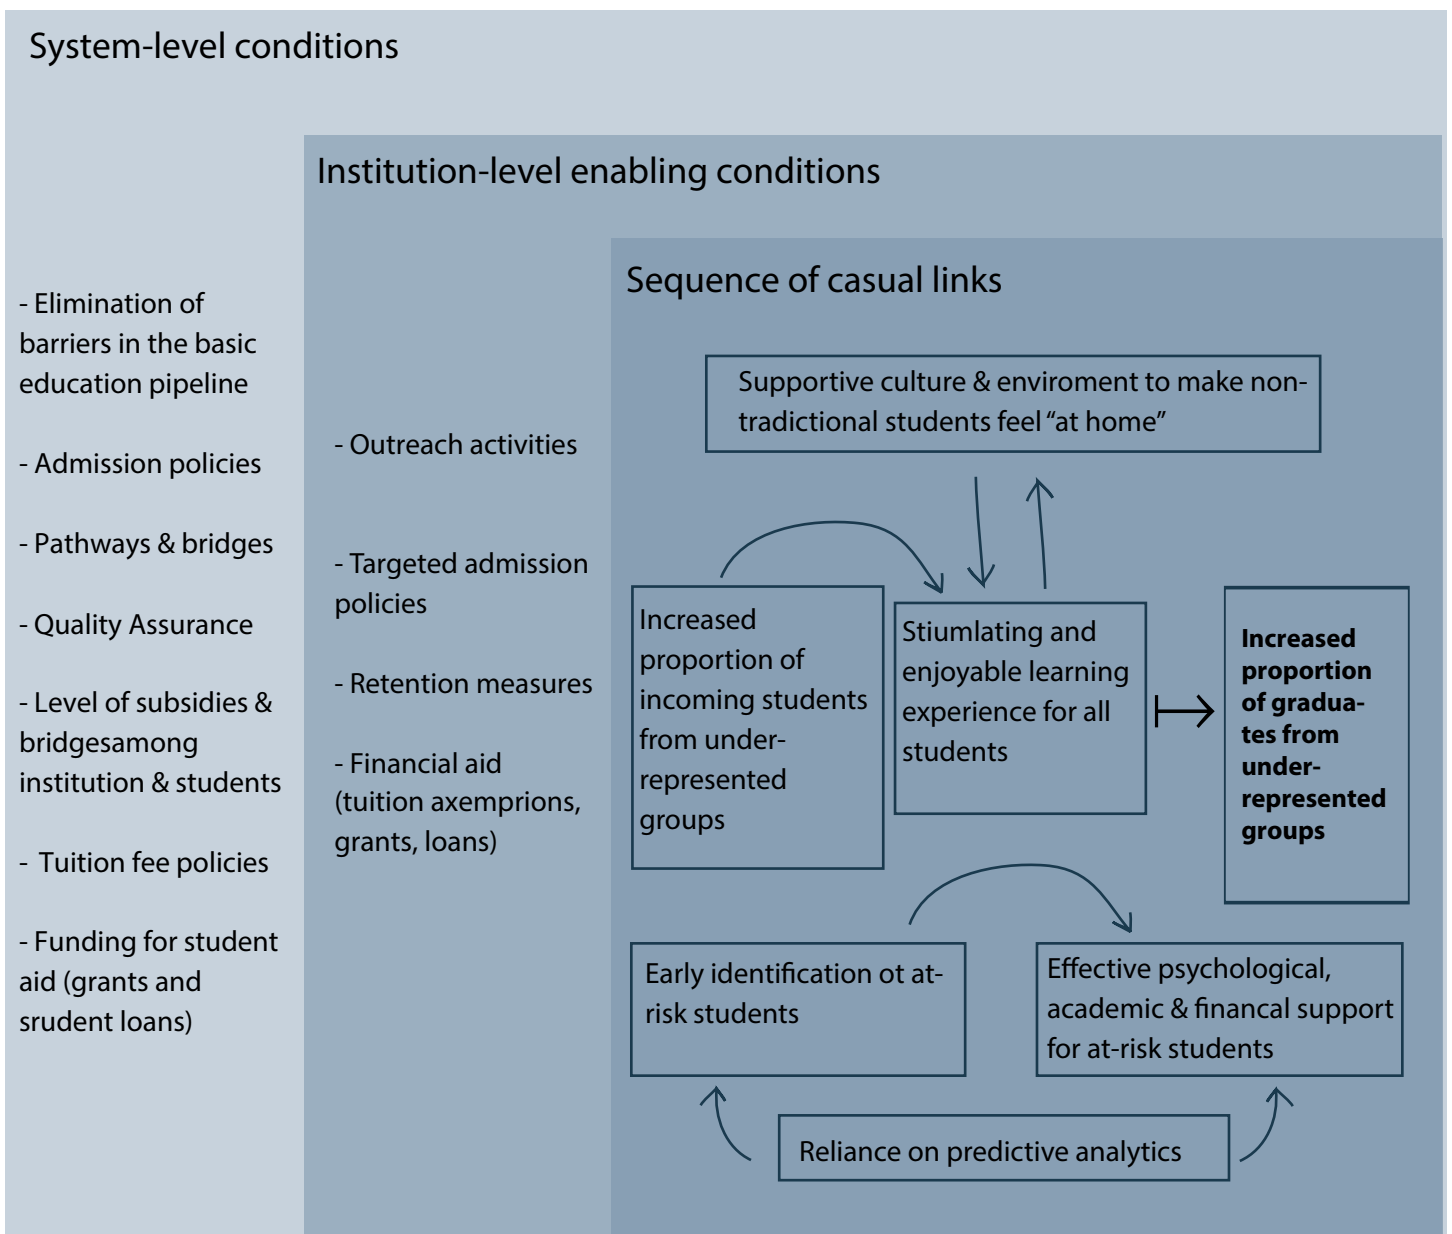 System-level conditions
Institution-level enabling conditions
Sequence of casual links
- Elimination of
barriers in the basic
education pipeline
- Admission policies
- Pathways & bridges
- Quality Assurance
- Level of subsidies &
bridgesamong
institution & students
- Tuition fee policies
- Funding for student
aid (grants and
srudent loans)
- Outreach activities
- Targeted admission
policies
- Retention measures
- Financial aid
(tuition axemprions,
grants, loans)
Supportive culture & enviroment to make non-
tradictional students feel “at home”
Increased
proportion of
incoming students
from under-
represented
groups
Stiumlating and
enjoyable learning
experience for all
students
Increased
proportion
of gradua-
tes from
under-
represented
groups
Early identification ot at-
risk students
Effective psychological,
academic & financal support
for at-risk students
Reliance on predictive analytics